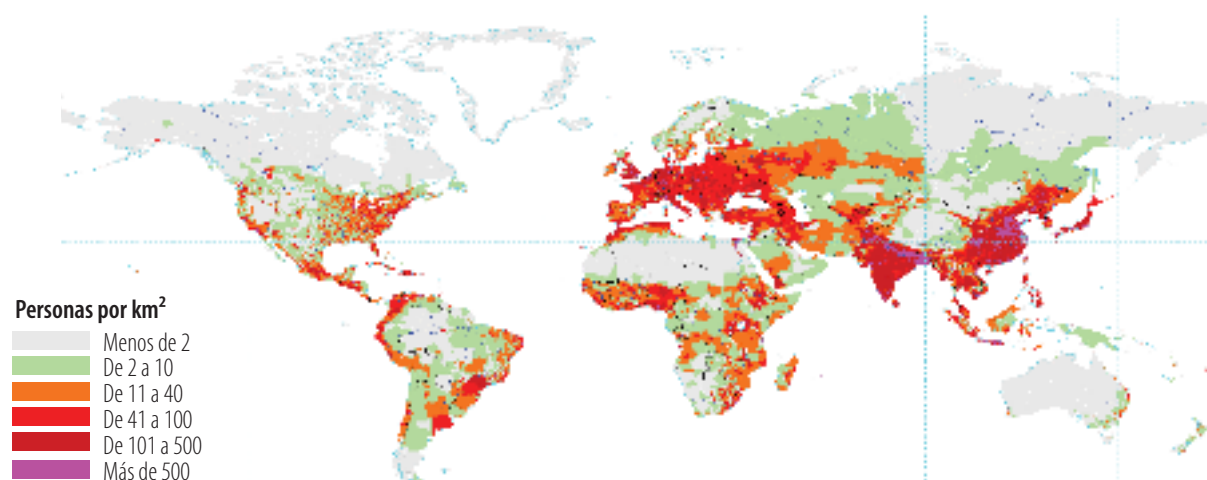 Personas por km²
Menos de 2
De 2 a 10
De 11 a 40
De 41 a 100
De 101 a 500
Más de 500